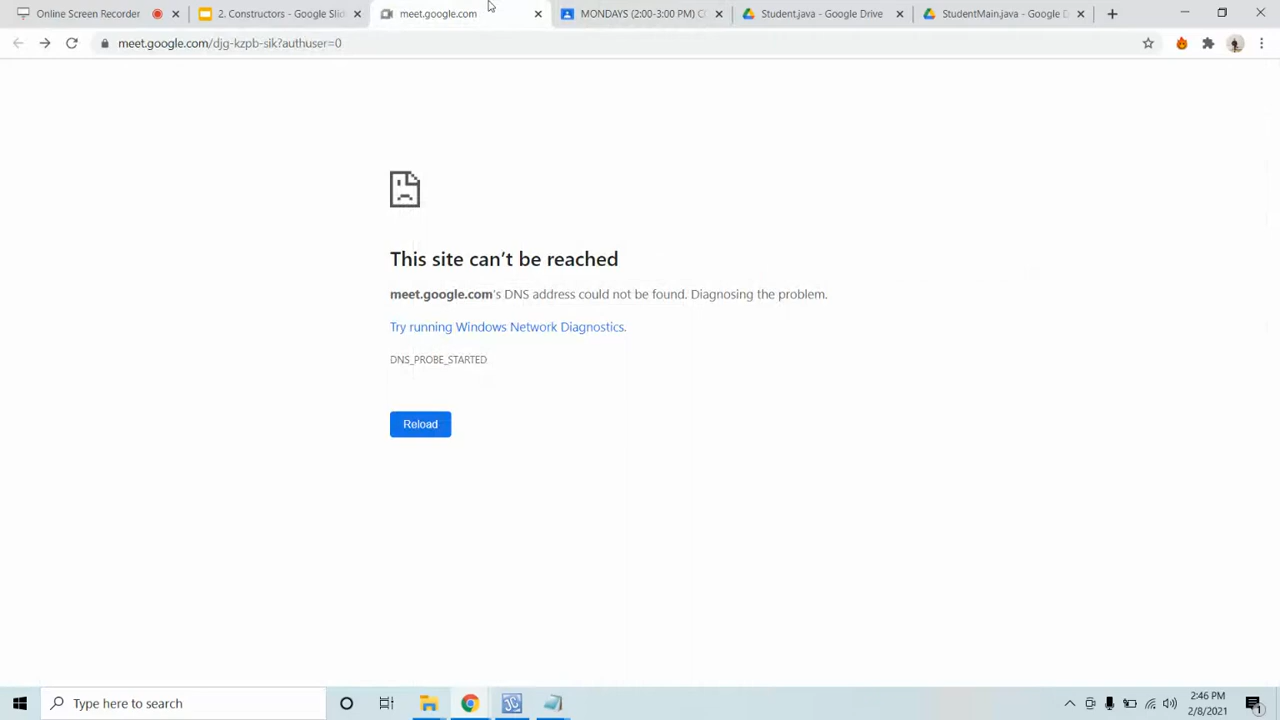 Online Screen Recorder
2. Constructors - Google Slid
meet.google.com
MONDAYS (2:00-3:00 PM) C
Student.java - Google Drive
StudentMain.java - Google D
meet.google.com/djg-kzpb-sik?authuser=0
This site can't be reached
meet.google.com's DNS address could not be found. Diagnosing the problem.
Try running Windows Network Diagnostics.
DNS_PROBE_STARTED
Reload
Type here to search
2:46 PM
2/8/2021
1